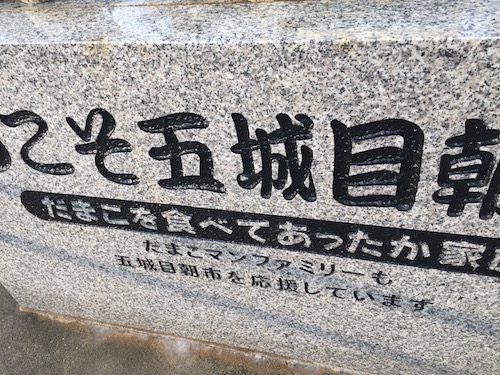 こそ五城目朝
だまこを食べてあったか家
だまこマンファミリーも
五城目朝市を応援しています